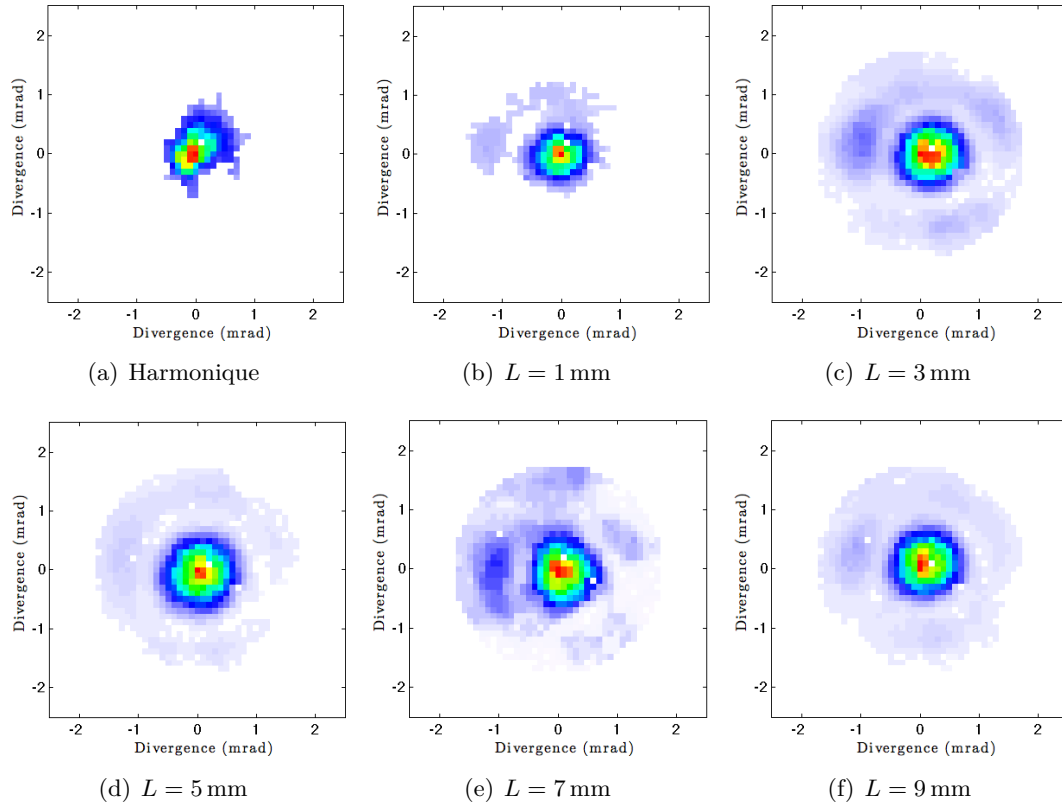 2
1
0
-1
-2
Divergence (mrad)
-2 -1 0 1 2
Divergence (mrad)
(a) Harmonique
2
1
0
-1
-2
Divergence (mrad)
-2 -1 0 1 2
Divergence (mrad)
(b) L = 1 mm
2
1
0
-1
-2
Divergence (mrad)
-2 -1 0 1 2
Divergence (mrad)
(c) L = 3 mm
2
1
0
-1
-2
Divergence (mrad)
-2 -1 0 1 2
Divergence (mrad)
(d) L = 5 mm
2
1
0
-1
-2
Divergence (mrad)
-2 -1 0 1 2
Divergence (mrad)
(e) L = 7 mm
2
1
0
-1
-2
Divergence (mrad)
-2 -1 0 1 2
Divergence (mrad)
(f) L = 9 mm